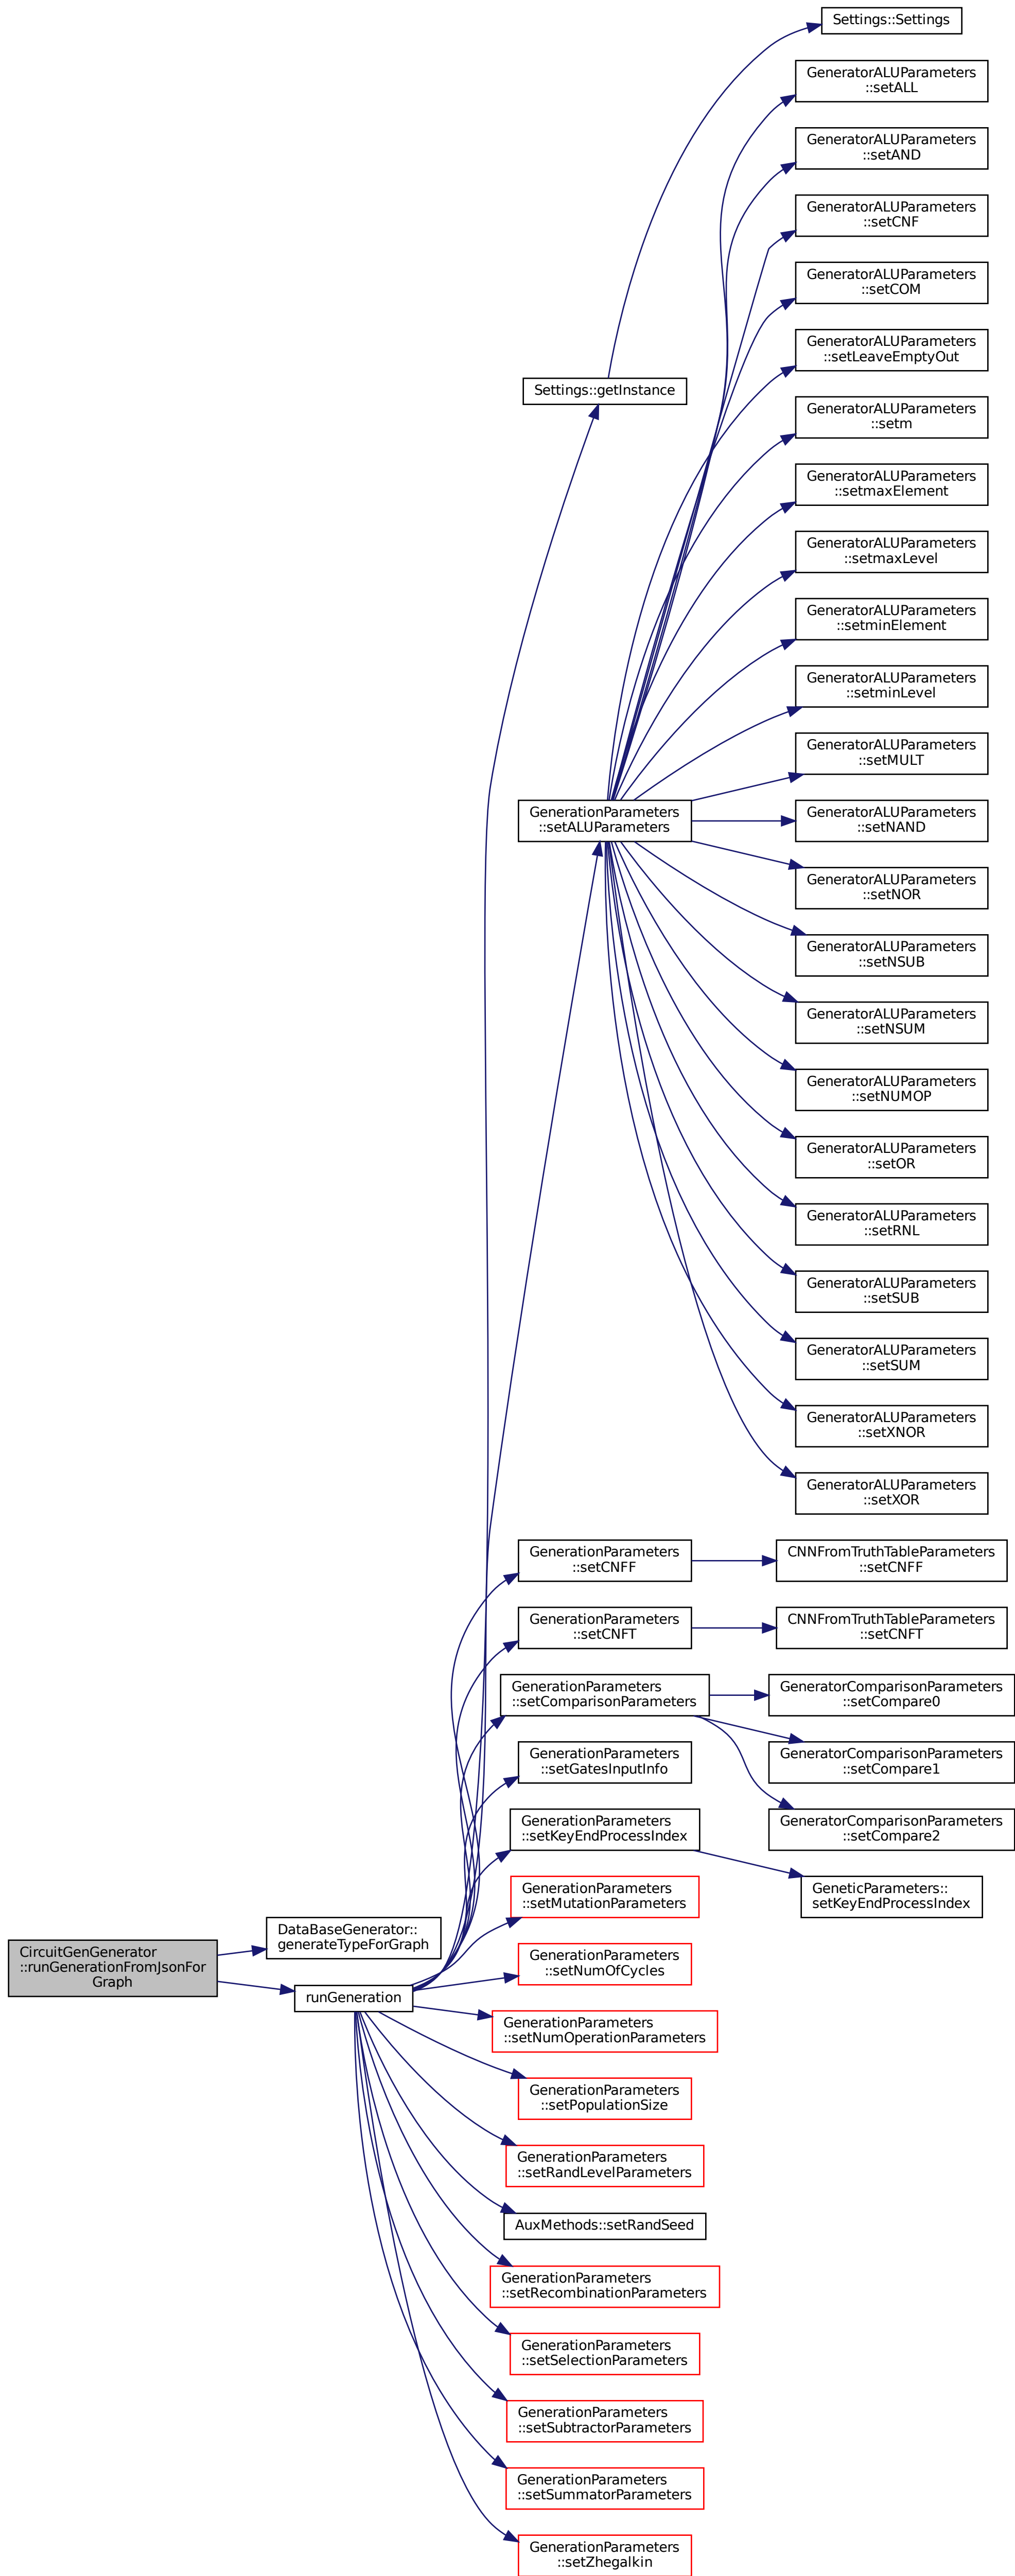 Settings::Settings
GeneratorALUParameters
::setALL
GeneratorALUParameters
::setAND
GeneratorALUParameters
::setCNF
GeneratorALUParameters
::setCOM
GeneratorALUParameters
::setLeaveEmptyOut
Settings::getInstance
GeneratorALUParameters
::setm
GeneratorALUParameters
::setmaxElement
GeneratorALUParameters
::setmaxLevel
GeneratorALUParameters
::setminElement
GeneratorALUParameters
::setminLevel
GeneratorALUParameters
::setMULT
GenerationParameters
::setALUParameters
GeneratorALUParameters
::setNAND
GeneratorALUParameters
::setNOR
GeneratorALUParameters
::setNSUB
GeneratorALUParameters
::setNSUM
GeneratorALUParameters
::setNUMOP
GeneratorALUParameters
::setOR
GeneratorALUParameters
::setRNL
GeneratorALUParameters
::setSUB
GeneratorALUParameters
::setSUM
GeneratorALUParameters
::setXNOR
GeneratorALUParameters
::setXOR
GenerationParameters
::setCNFF
CNNFromTruthTableParameters
::setCNFF
GenerationParameters
::setCNFT
CNNFromTruthTableParameters
::setCNFT
GenerationParameters
::setComparisonParameters
GeneratorComparisonParameters
::setCompare0
GenerationParameters
::setGatesInputInfo
GeneratorComparisonParameters
::setCompare1
GenerationParameters
::setKeyEndProcessIndex
GeneratorComparisonParameters
::setCompare2
GenerationParameters
::setMutationParameters
GeneticParameters::
setKeyEndProcessIndex
CircuitGenGenerator
::runGenerationFromJsonFor
Graph
DataBaseGenerator::
generateTypeForGraph
GenerationParameters
::setNumOfCycles
runGeneration
GenerationParameters
::setNumOperationParameters
GenerationParameters
::setPopulationSize
GenerationParameters
::setRandLevelParameters
AuxMethods::setRandSeed
GenerationParameters
::setRecombinationParameters
GenerationParameters
::setSelectionParameters
GenerationParameters
::setSubtractorParameters
GenerationParameters
::setSummatorParameters
GenerationParameters
::setZhegalkin